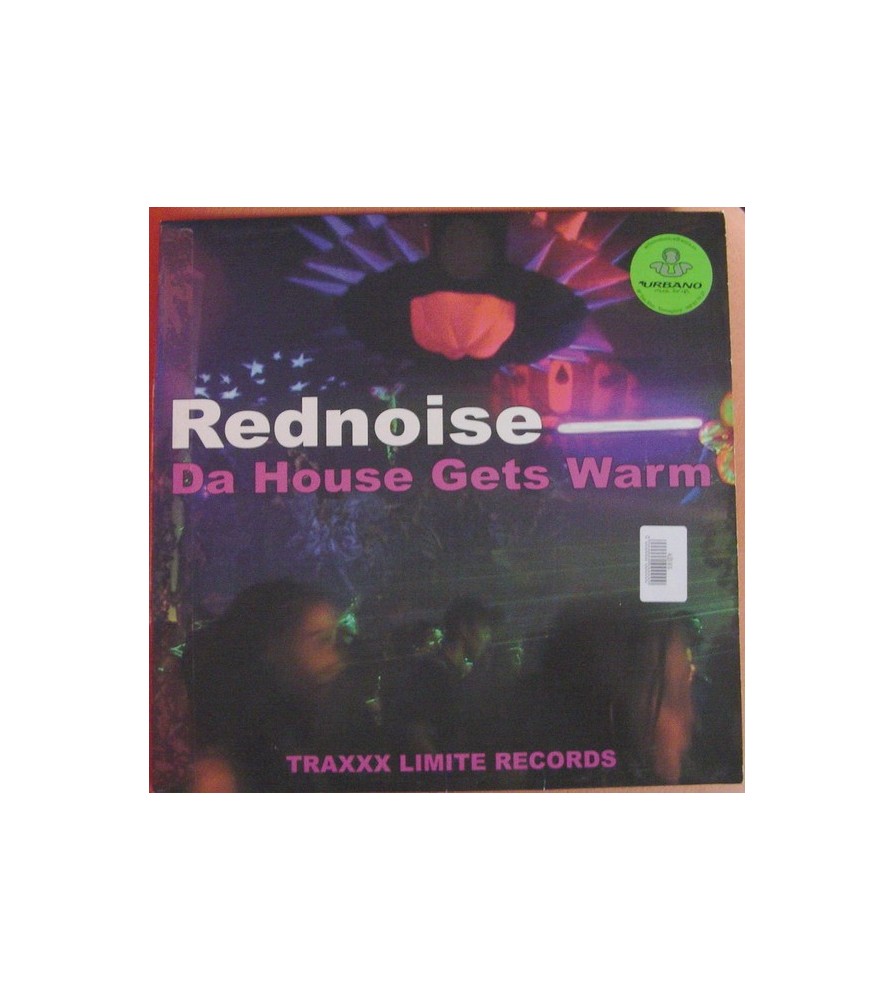 URBANO
Rednoise
Da House Gets Warm
TRAXXX LIMITE RECORDS